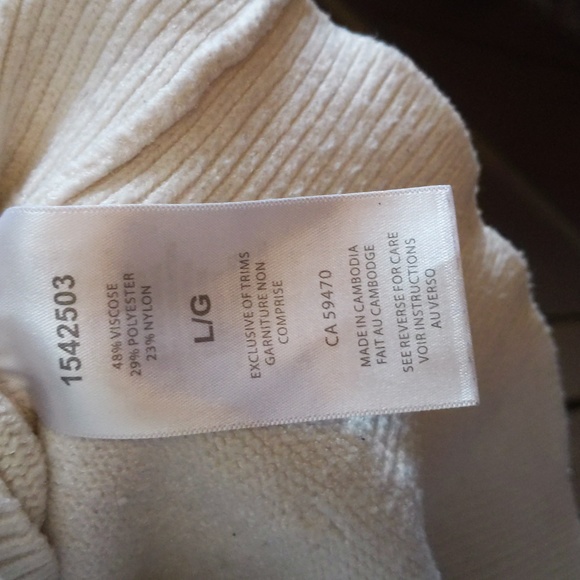 1542503
48% VISCOSE
29% POLYESTER
23% NYLON
L/G
EXCLUSIVE OF TRIMS
GARNITURE NON
COMPRISE
CA 59470
MADE IN CAMBODIA
FAIT AU CAMBODGE
SEE REVERSE FOR CARE
VOIR INSTRUCTIONS
AU VERSO